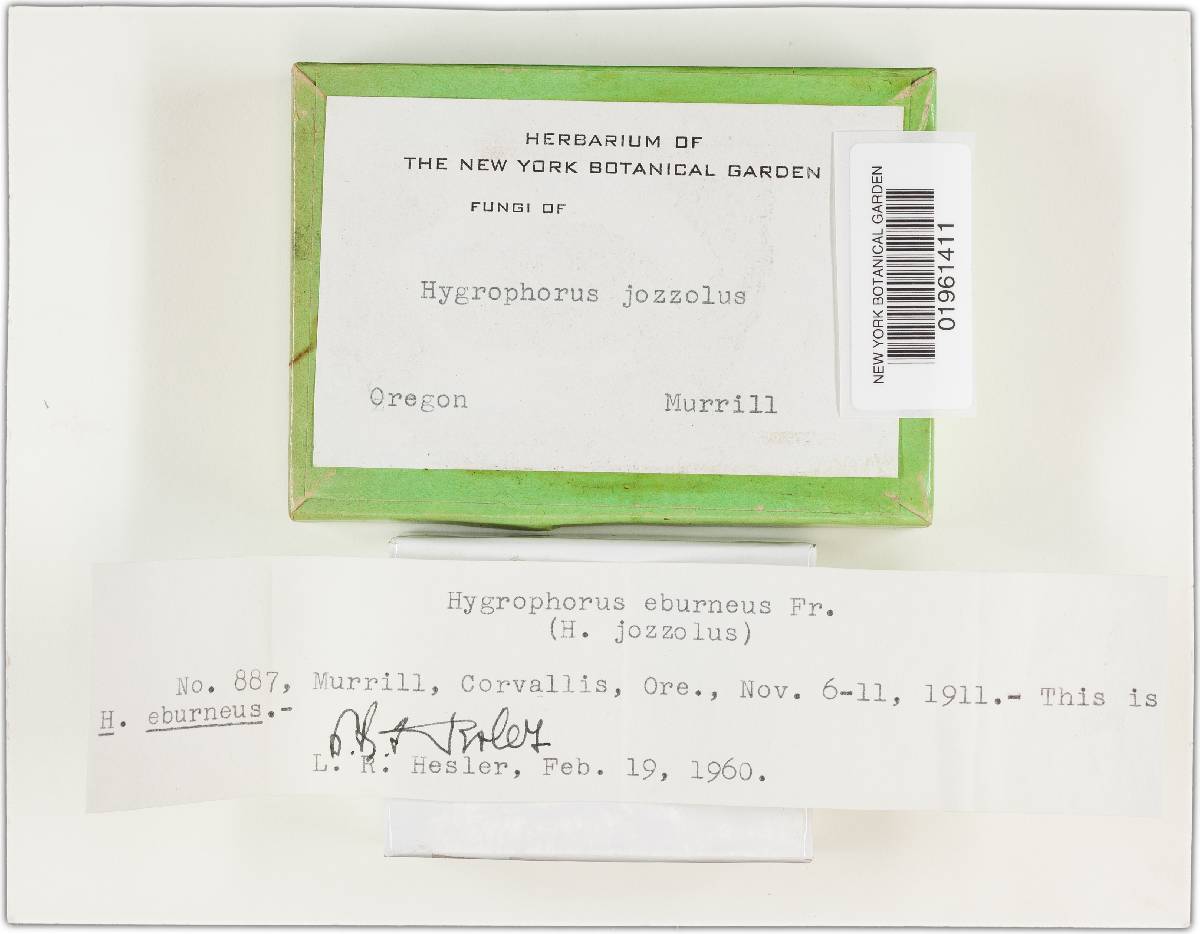 HERBARIUM OF
THE NEW YORK BOTANICAL GARDEN
FUNGI OF
Hygrophorus jozzolus
Oregon Murrill
NEW YORK BOTANICAL GARDEN
01961411
Hygrophorus eburneus Fr.
(H. jozzolus)
No. 887, Murrill, Corvallis, Ore., Nov. 6-11, 1911.- This is
H. eburneus.-
L. R. Hesler, Feb. 19, 1960.